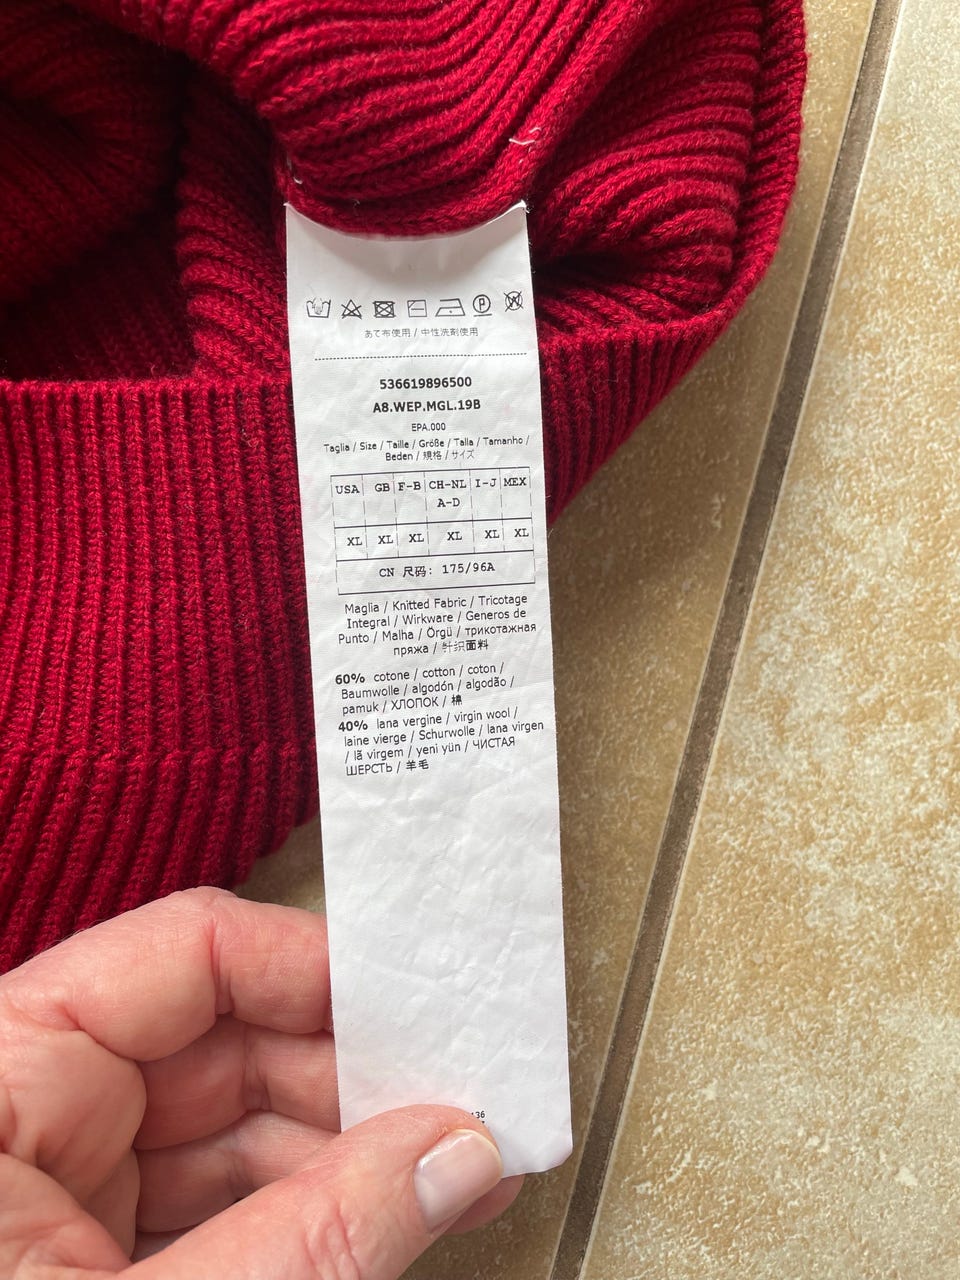 あて布使用 / 中性洗剤使用
536619896500
A8.WEP.MGL.19B
EPA.000
Taglia / Size / Taille / Größe / Talla / Tamanho /
Beden / 規格 / サイズ
USA GB F-B CH-NL I-J MEX
A-D
XL XL XL XL XL XL
CN 尺码: 175/96A
Maglia / Knitted Fabric / Tricotage
Integral / Wirkware / Generos de
Punto / Malha / Örgü / трикотажная
пряжа / 针织面料
60% cotone / cotton / coton /
Baumwolle / algodón / algodão /
pamuk / ХЛОПОК / 棉
40% lana vergine / virgin wool /
laine vierge / Schurwolle / lana virgen
/ lã virgem / yeni yün / ЧИСТАЯ
ШЕРСТЬ / 羊毛